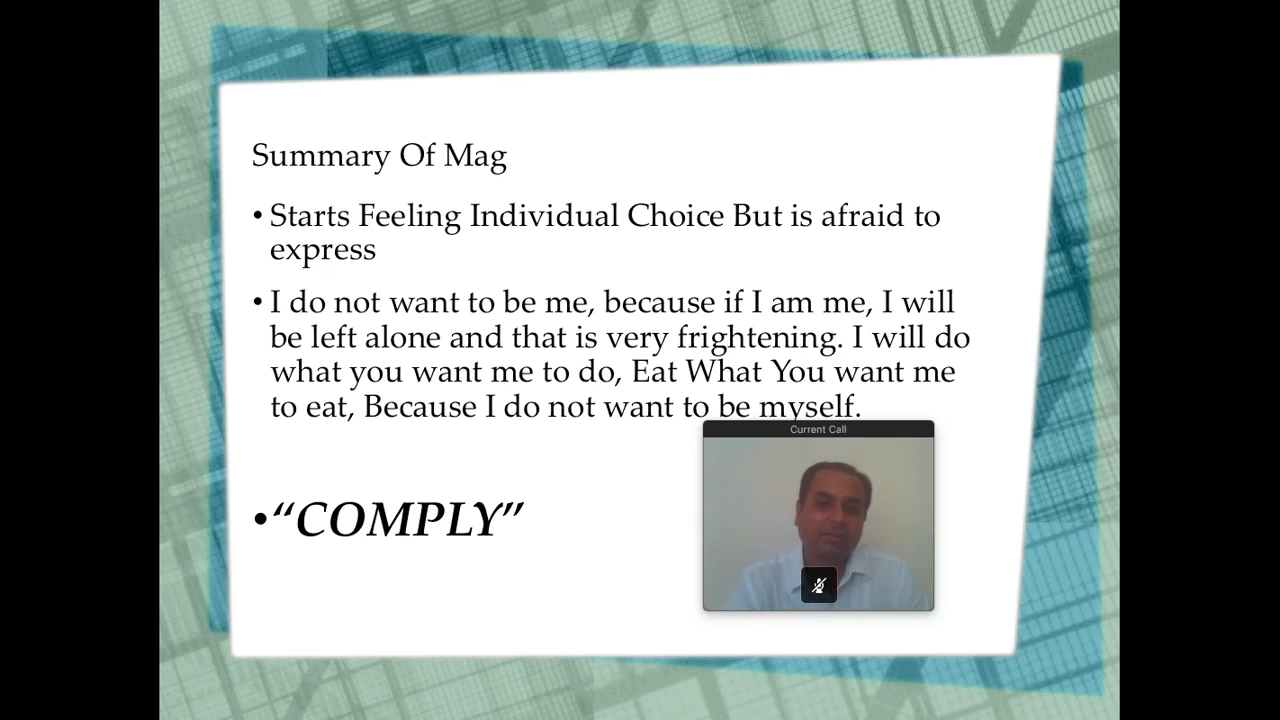 Summary Of Mag
• Starts Feeling Individual Choice But is afraid to
express
• I do not want to be me, because if I am me, I will
be left alone and that is very frightening. I will do
what you want me to do, Eat What You want me
to eat, Because I do not want to be myself.
Current Call
•“COMPLY”